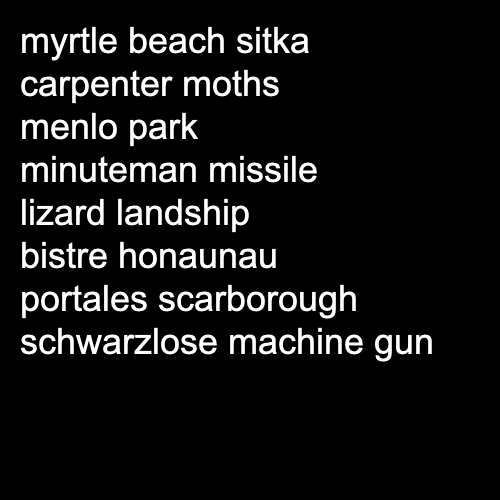 myrtle beach sitka
carpenter moths
menlo park
minuteman missile
lizard landship
bistre honaunau
portales scarborough
schwarzlose machine gun